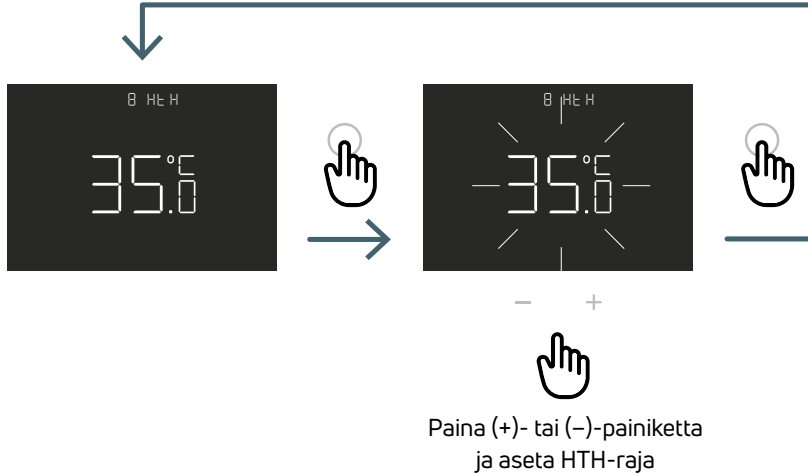 8 HtH
35.0°C
8 HtH
35.0°C
− +
Paina (+)- tai (−)-painiketta
ja aseta HTH-raja